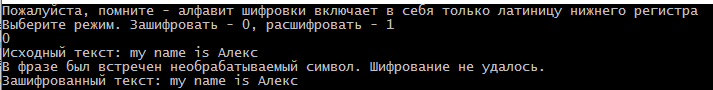 Пожалуйста, помните - алфавит шифровки включает в себя только латиницу нижнего регистра
Выберите режим. Зашифровать - 0, расшифровать - 1
0
Исходный текст: my name is Алекс
В фразе был встречен необрабатываемый символ. Шифрование не удалось.
Зашифрованный текст: my name is Алекс